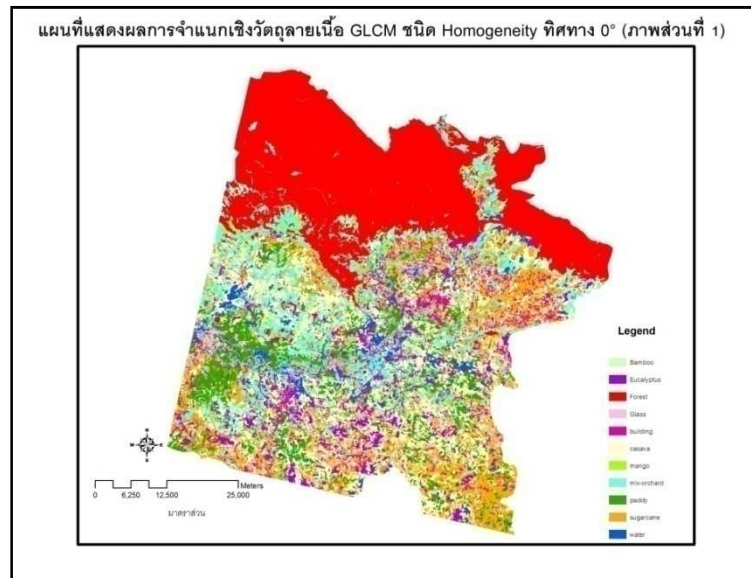 แผนที่แสดงผลการจำแนกเชิงวัตถุลายเนื้อ GLCM ชนิด Homogeneity ทิศทาง 0° (ภาพส่วนที่ 1)
Legend
Bamboo
Eucalyptus
Forest
Glass
building
casava
mango
mix-orchard
paddy
sugarcane
water
N
W E
S
Meters
0 6,250 12,500 25,000
มาตราส่วน